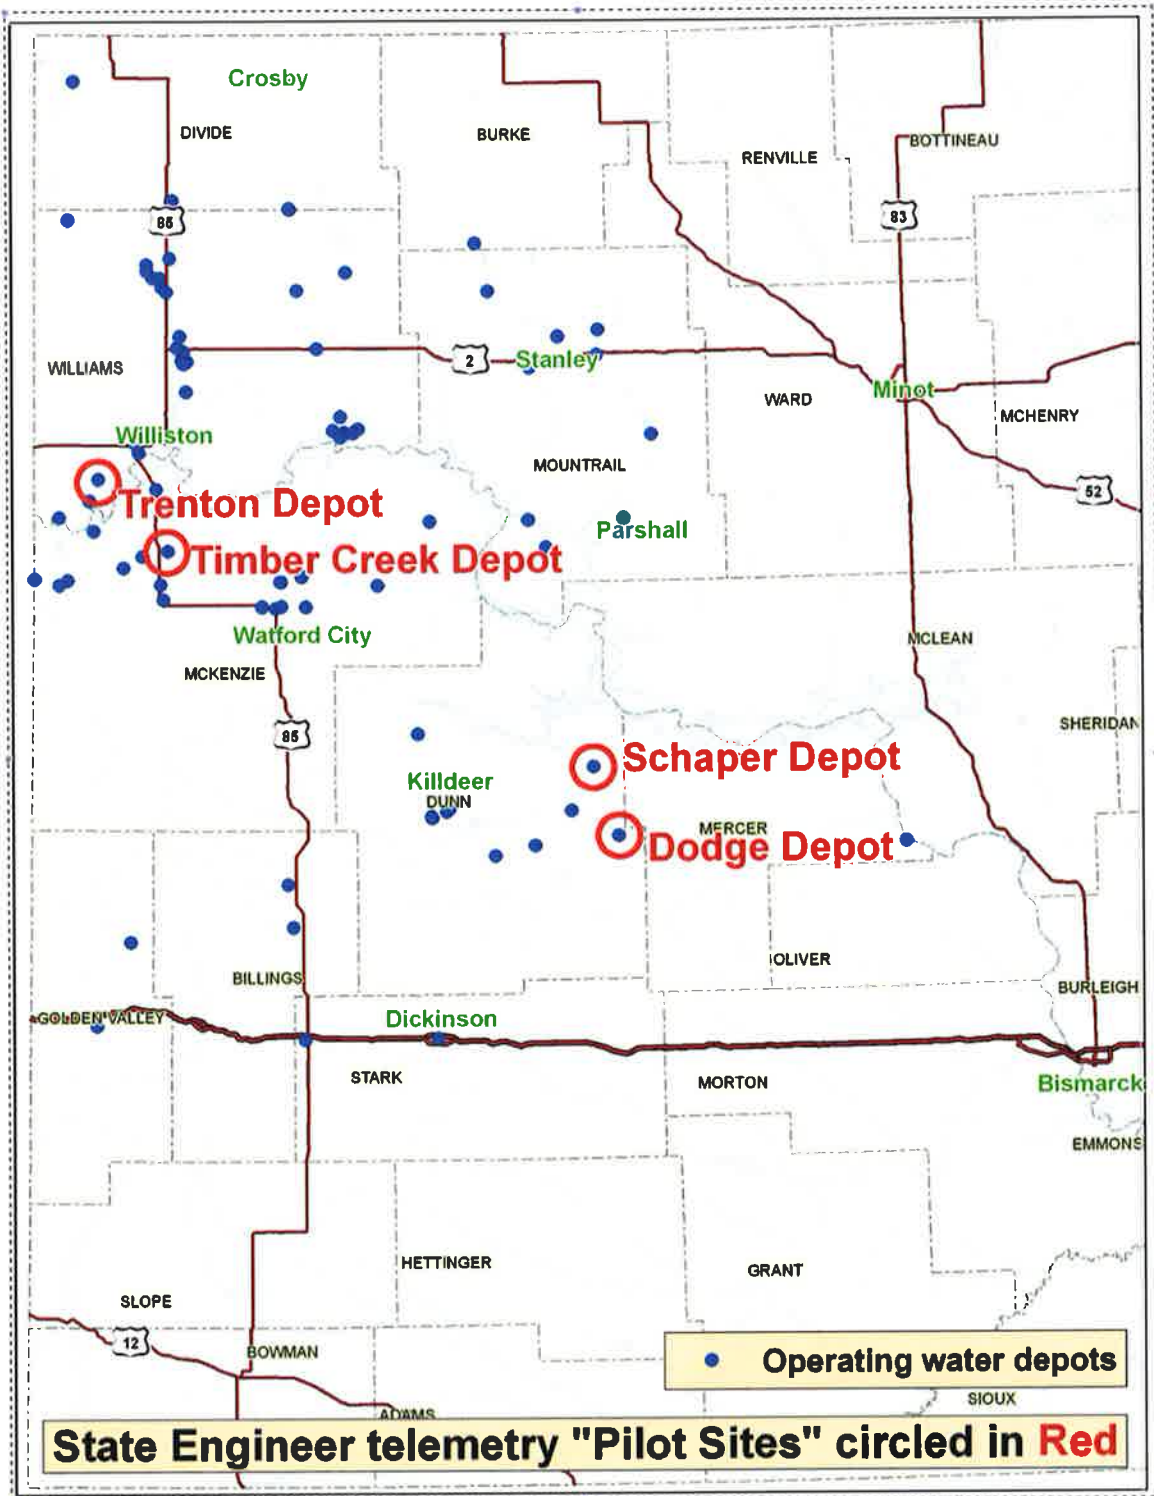 Crosby
DIVIDE
BURKE
RENVILLE
BOTTINEAU
85
83
WILLIAMS
2
Stanley
WARD
Minot
MCHENRY
Williston
MOUNTRAIL
52
Trenton Depot
Parshall
Timber Creek Depot
Watford City
MCLEAN
MCKENZIE
SHERIDAN
85
Schaper Depot
Killdeer
DUNN
MERCER
Dodge Depot
OLIVER
BILLINGS
BURLEIGH
GOLDEN VALLEY
Dickinson
STARK
MORTON
Bismarck
EMMONS
HETTINGER
GRANT
SLOPE
12
BOWMAN
Operating water depots
SIOUX
ADAMS
State Engineer telemetry "Pilot Sites" circled in Red